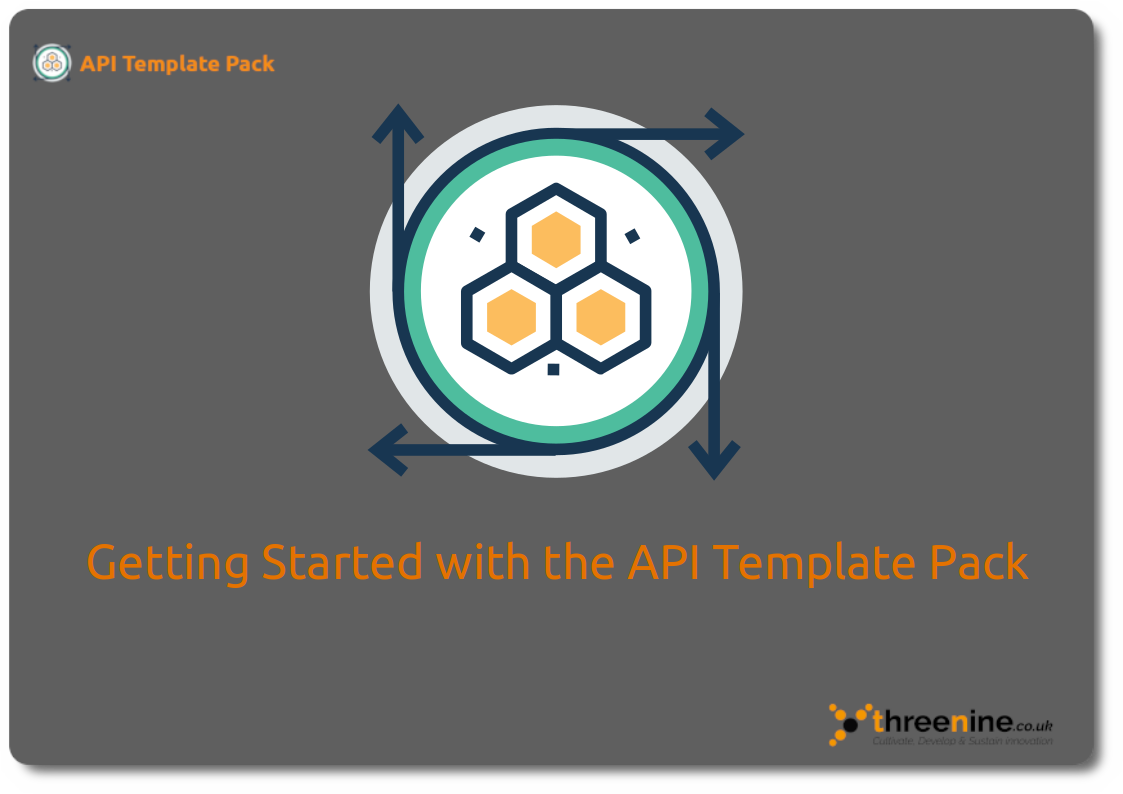 API Template Pack
Getting Started with the API Template Pack
threenine.co.uk
Cultivate, Develop & Sustain Innovation